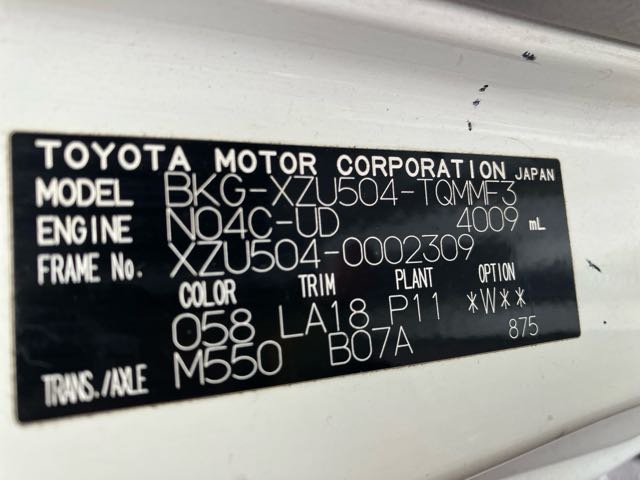 TOYOTA MOTOR CORPORATION JAPAN
MODEL BKG-XZU504-TQMMF3
ENGINE N04C-UD 4009 mL
FRAME No. XZU504-0002309
COLOR TRIM PLANT OPTION
058 LA18 P11 *W**
TRANS./AXLE M550 B07A 875